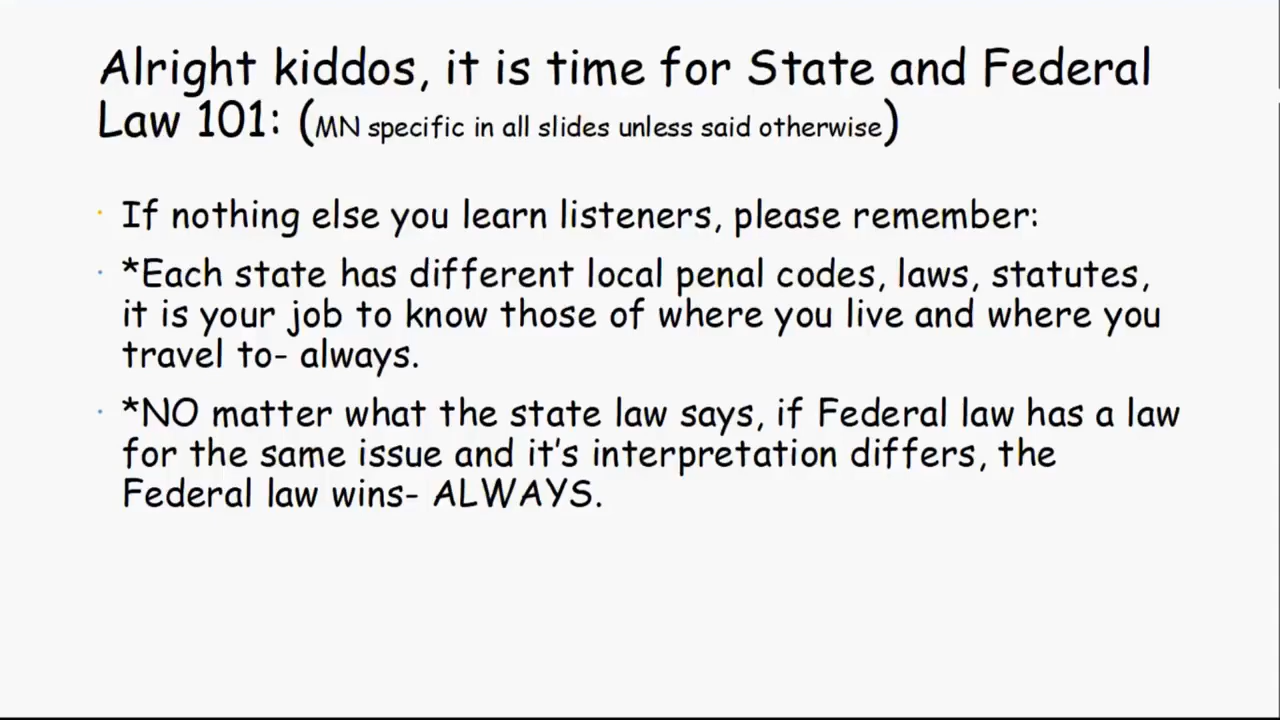 Alright kiddos, it is time for State and Federal
Law 101: (MN specific in all slides unless said otherwise)
If nothing else you learn listeners, please remember:
*Each state has different local penal codes, laws, statutes,
it is your job to know those of where you live and where you
travel to- always.
*NO matter what the state law says, if Federal law has a law
for the same issue and it's interpretation differs, the
Federal law wins- ALWAYS.